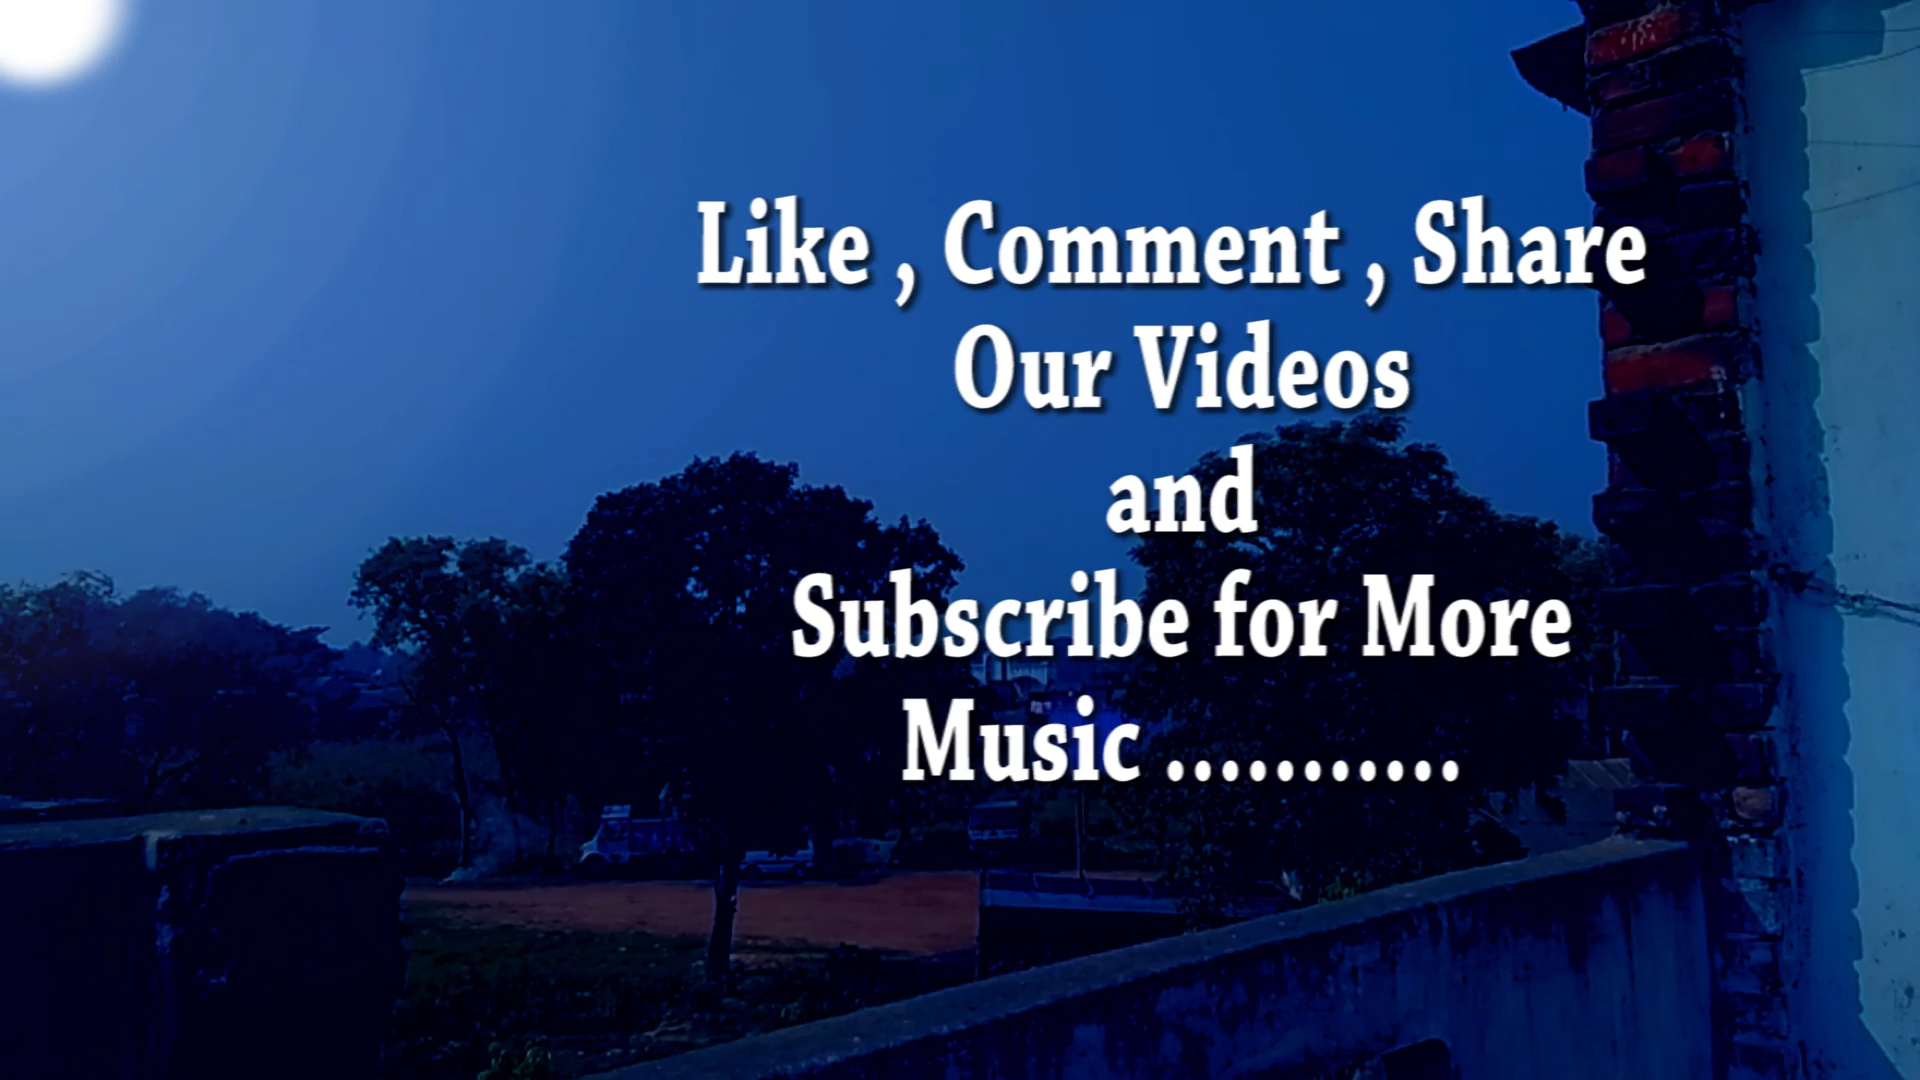 Like , Comment , Share
Our Videos
and
Subscribe for More
Music ...........